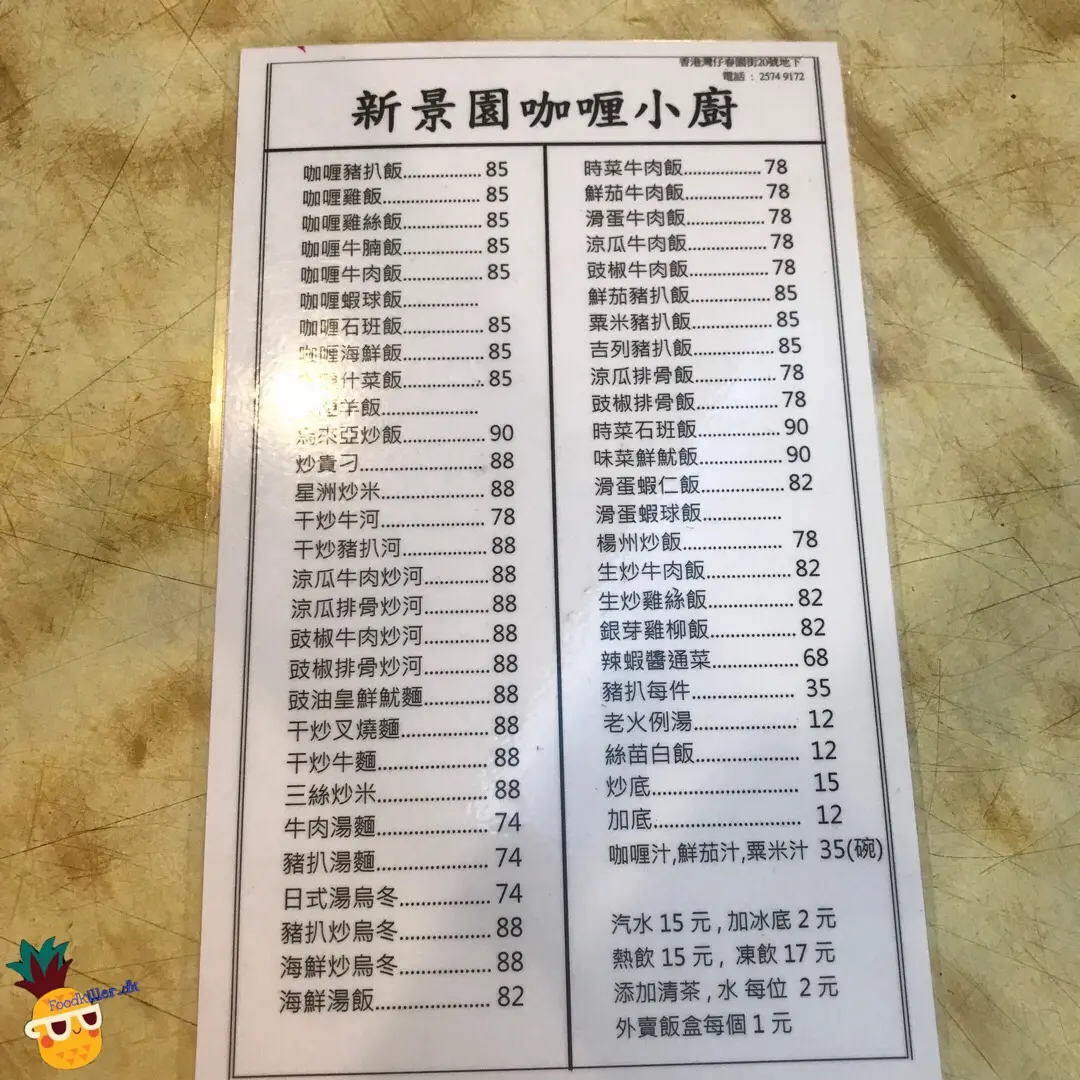 香港灣仔春園街20號地下
電話：2574 9172
新景園咖喱小廚
咖喱豬扒飯................. 85
咖喱雞飯..................... 85
咖喱雞絲飯................. 85
咖喱牛腩飯................. 85
咖喱牛肉飯................. 85
咖喱蝦球飯.................
咖喱石班飯................. 85
咖喱海鮮飯................. 85
什菜飯................. 85
羊飯.....................
亞炒飯................. 90
炒貴刁.......................... 88
星洲炒米...................... 88
干炒牛河...................... 78
干炒豬扒河.................. 88
涼瓜牛肉炒河.............. 88
涼瓜排骨炒河.............. 88
豉椒牛肉炒河.............. 88
豉椒排骨炒河.............. 88
豉油皇鮮魷麵.............. 88
干炒叉燒麵................... 88
干炒牛麵....................... 88
三絲炒米....................... 88
牛肉湯麵....................... 74
豬扒湯麵....................... 74
日式湯烏冬................... 74
豬扒炒烏冬................... 88
海鮮炒烏冬................... 88
海鮮湯飯....................... 82
時菜牛肉飯................. 78
鮮茄牛肉飯................. 78
滑蛋牛肉飯................. 78
涼瓜牛肉飯................. 78
豉椒牛肉飯................. 78
鮮茄豬扒飯................. 85
粟米豬扒飯................. 85
吉列豬扒飯................. 85
涼瓜排骨飯................. 78
豉椒排骨飯................. 78
時菜石班飯................. 90
味菜鮮魷飯................. 90
滑蛋蝦仁飯................. 82
滑蛋蝦球飯.................
楊州炒飯..................... 78
生炒牛肉飯................. 82
生炒雞絲飯................. 82
銀芽雞柳飯................. 82
辣蝦醬通菜................. 68
豬扒每件..................... 35
老火例湯..................... 12
絲苗白飯..................... 12
炒底............................. 15
加底............................. 12
咖喱汁,鮮茄汁,粟米汁 35(碗)
汽水 15 元 , 加冰底 2 元
熱飲 15 元 , 凍飲 17 元
添加清茶 , 水 每位 2 元
外賣飯盒每個 1 元
Foodkiller_hk